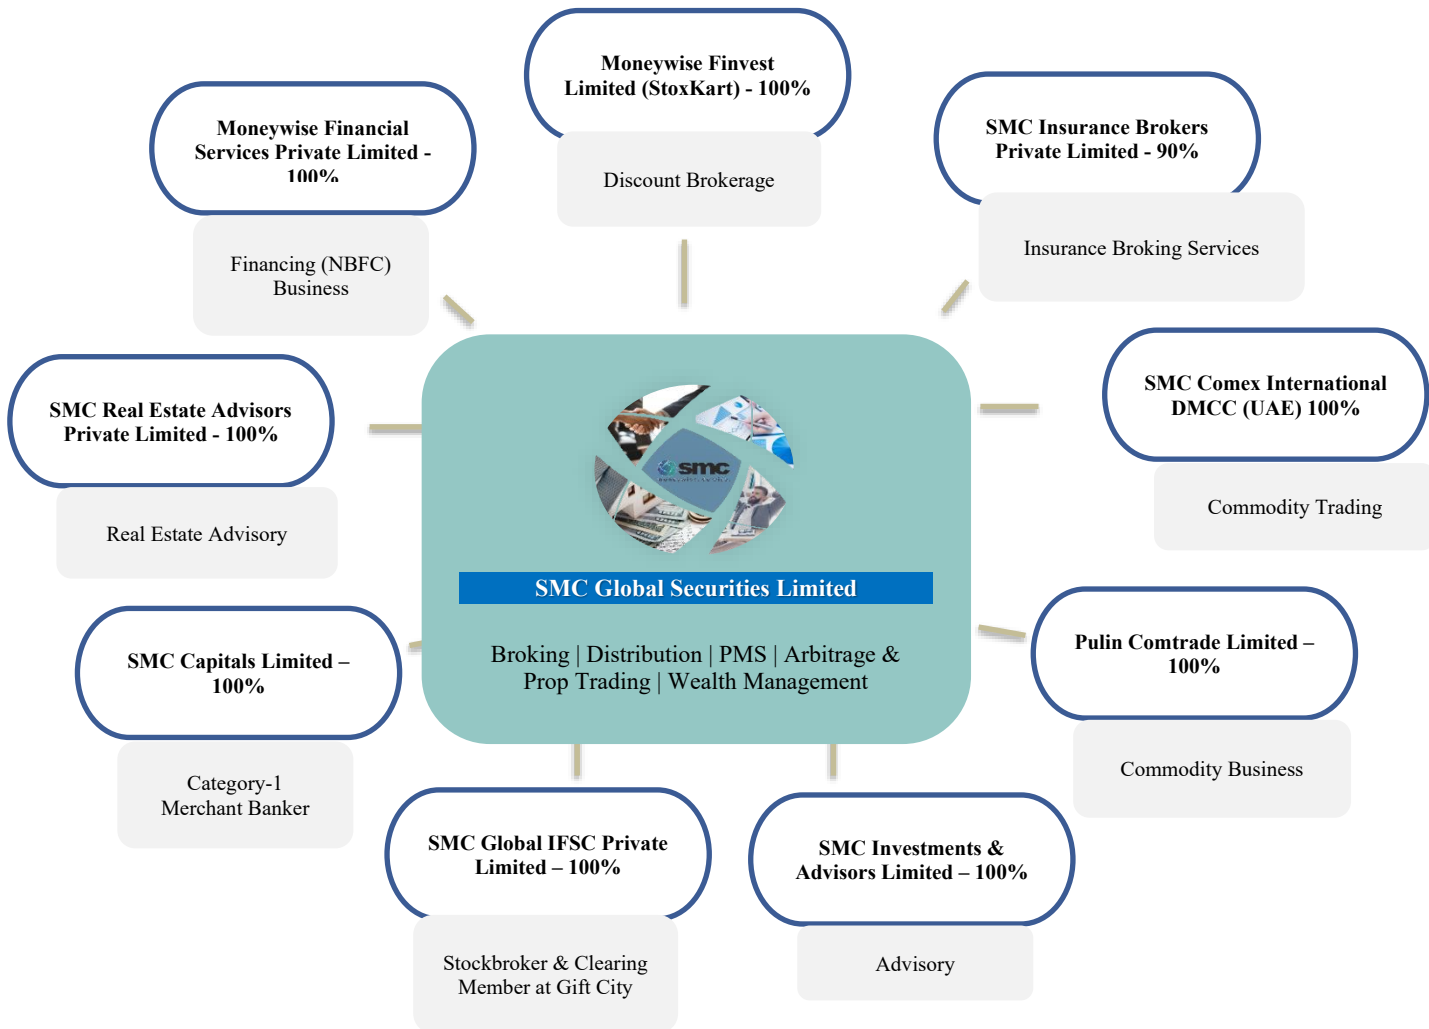 Moneywise Finvest
Limited (StoxKart) - 100%
Discount Brokerage
Moneywise Financial
Services Private Limited -
100%
Financing (NBFC)
Business
SMC Insurance Brokers
Private Limited - 90%
Insurance Broking Services
SMC Real Estate Advisors
Private Limited - 100%
Real Estate Advisory
SMC Comex International
DMCC (UAE) 100%
Commodity Trading
smc
SMC Global Securities Limited
Broking | Distribution | PMS | Arbitrage &
Prop Trading | Wealth Management
SMC Capitals Limited –
100%
Category-1
Merchant Banker
Pulin Comtrade Limited –
100%
Commodity Business
SMC Global IFSC Private
Limited – 100%
Stockbroker & Clearing
Member at Gift City
SMC Investments &
Advisors Limited – 100%
Advisory